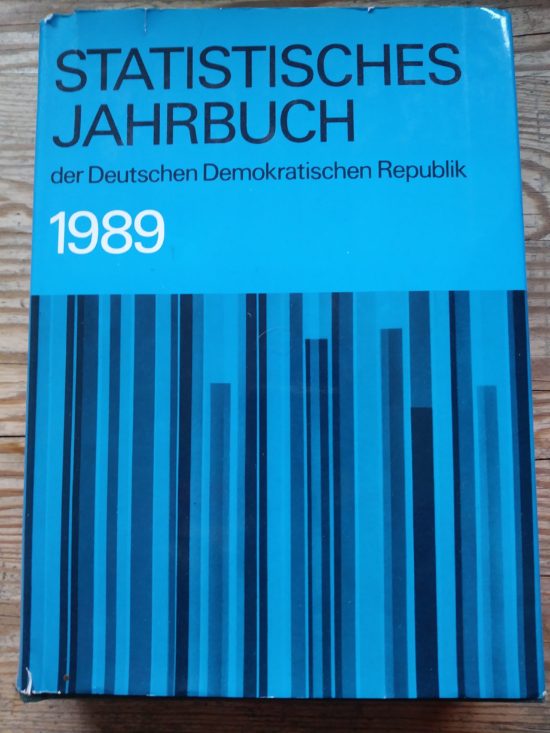 STATISTISCHES
JAHRBUCH
der Deutschen Demokratischen Republik
1989